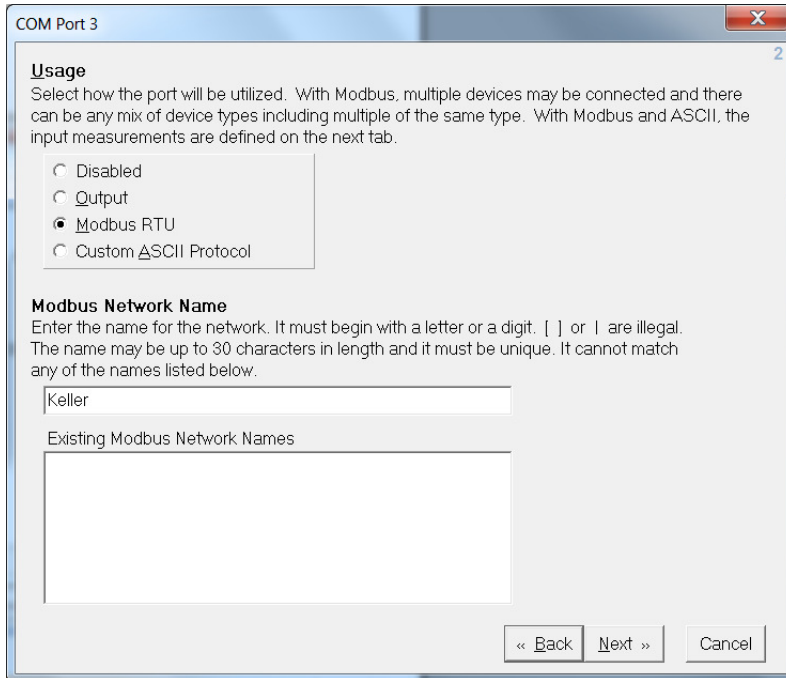 COM Port 3
2
Usage
Select how the port will be utilized. With Modbus, multiple devices may be connected and there
can be any mix of device types including multiple of the same type. With Modbus and ASCII, the
input measurements are defined on the next tab.
Disabled
Output
Modbus RTU
Custom ASCII Protocol
Modbus Network Name
Enter the name for the network. It must begin with a letter or a digit. [ ] or | are illegal.
The name may be up to 30 characters in length and it must be unique. It cannot match
any of the names listed below.
Keller
Existing Modbus Network Names
« Back Next » Cancel